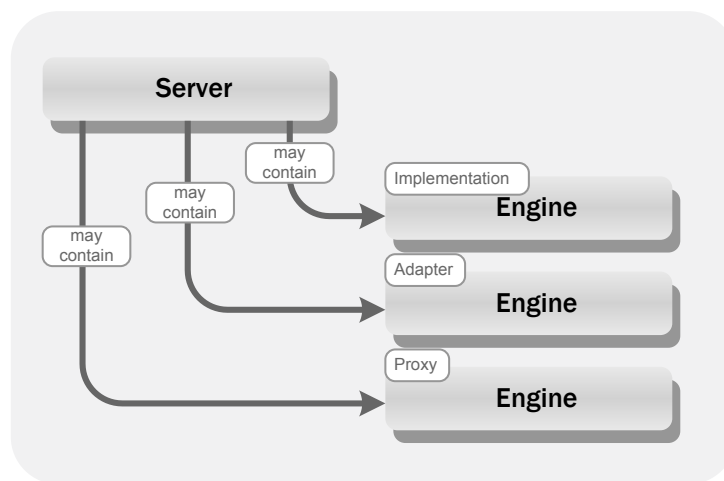 Server
may
contain
Implementation
Engine
may
contain
may
contain
Adapter
Engine
Proxy
Engine